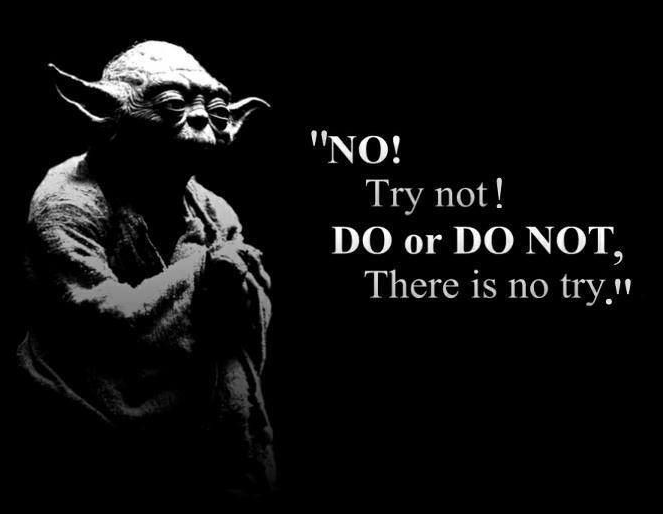 "NO!
Try not!
DO or DO NOT,
There is no try."